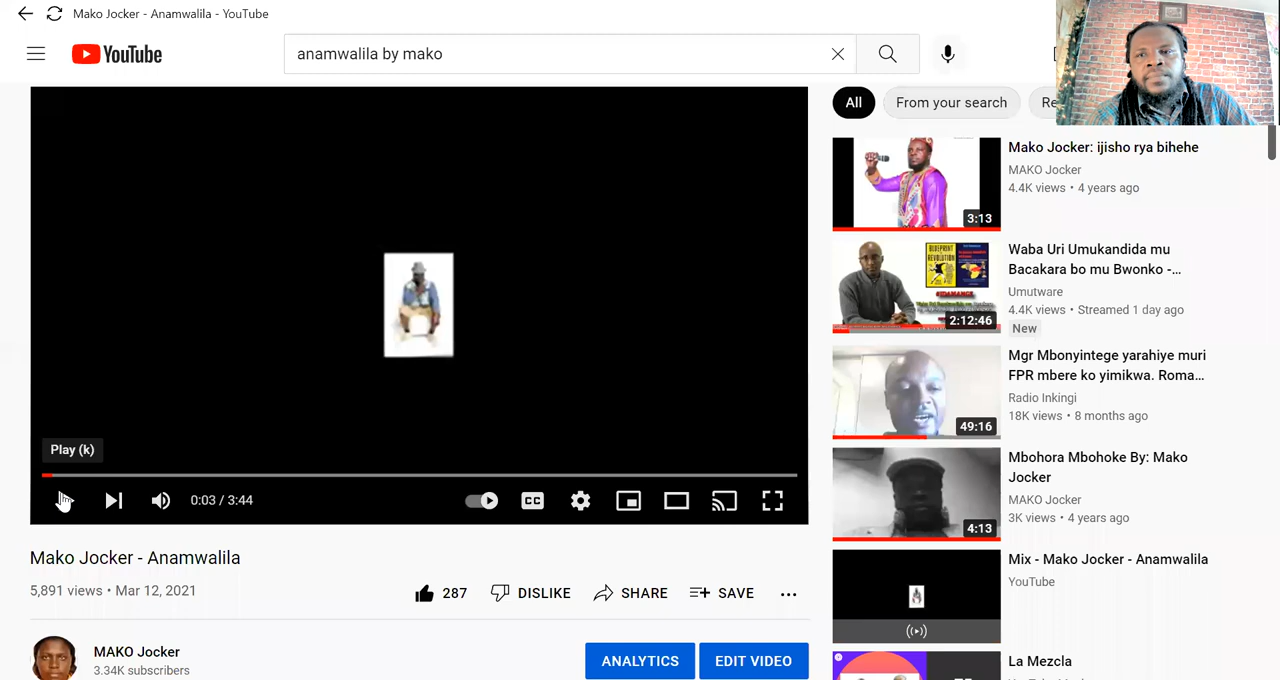 Mako Jocker - Anamwalila - YouTube
YouTube
anamwalila by mako
All
From your search
Re
Play (k)
0:03 / 3:44
CC
Mako Jocker - Anamwalila
5,891 views • Mar 12, 2021
287
DISLIKE
SHARE
SAVE
MAKO Jocker
3.34K subscribers
ANALYTICS
EDIT VIDEO
3:13
Mako Jocker: ijisho rya bihehe
MAKO Jocker
4.4K views • 4 years ago
BLUEPRINT
REVOLUTION
2:12:46
Waba Uri Umukandida mu
Bacakara bo mu Bwonko -...
Umutware
4.4K views • Streamed 1 day ago
New
49:16
Mgr Mbonyintege yarahiye muri
FPR mbere ko yimikwa. Roma...
Radio Inkingi
18K views • 8 months ago
4:13
Mbohora Mbohoke By: Mako
Jocker
MAKO Jocker
3K views • 4 years ago
Mix - Mako Jocker - Anamwalila
YouTube
La Mezcla